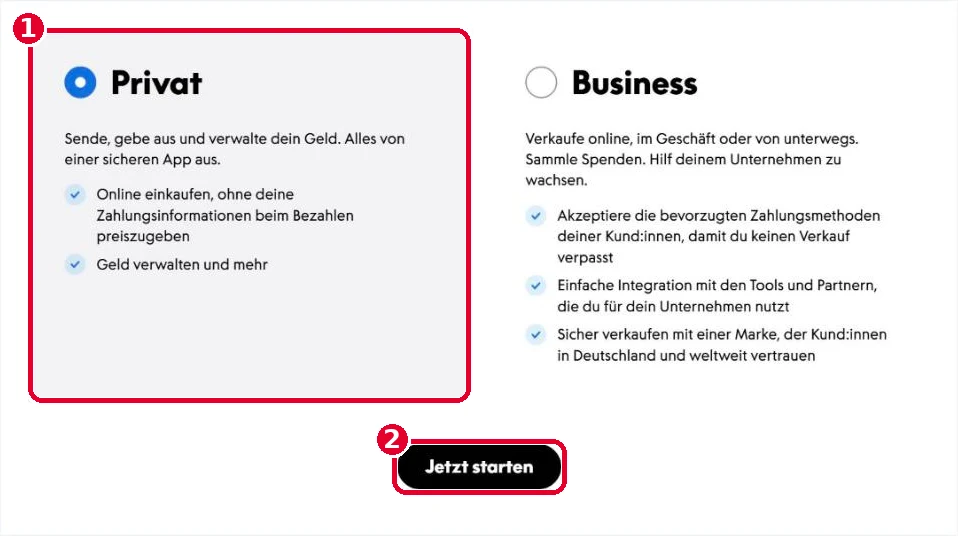 1
Privat
Sende, gebe aus und verwalte dein Geld. Alles von
einer sicheren App aus.
Online einkaufen, ohne deine
Zahlungsinformationen beim Bezahlen
preiszugeben
Geld verwalten und mehr
Business
Verkaufe online, im Geschäft oder von unterwegs.
Sammle Spenden. Hilf deinem Unternehmen zu
wachsen.
Akzeptiere die bevorzugten Zahlungsmethoden
deiner Kund:innen, damit du keinen Verkauf
verpasst
Einfache Integration mit den Tools und Partnern,
die du für dein Unternehmen nutzt
Sicher verkaufen mit einer Marke, der Kund:innen
in Deutschland und weltweit vertrauen
2
Jetzt starten